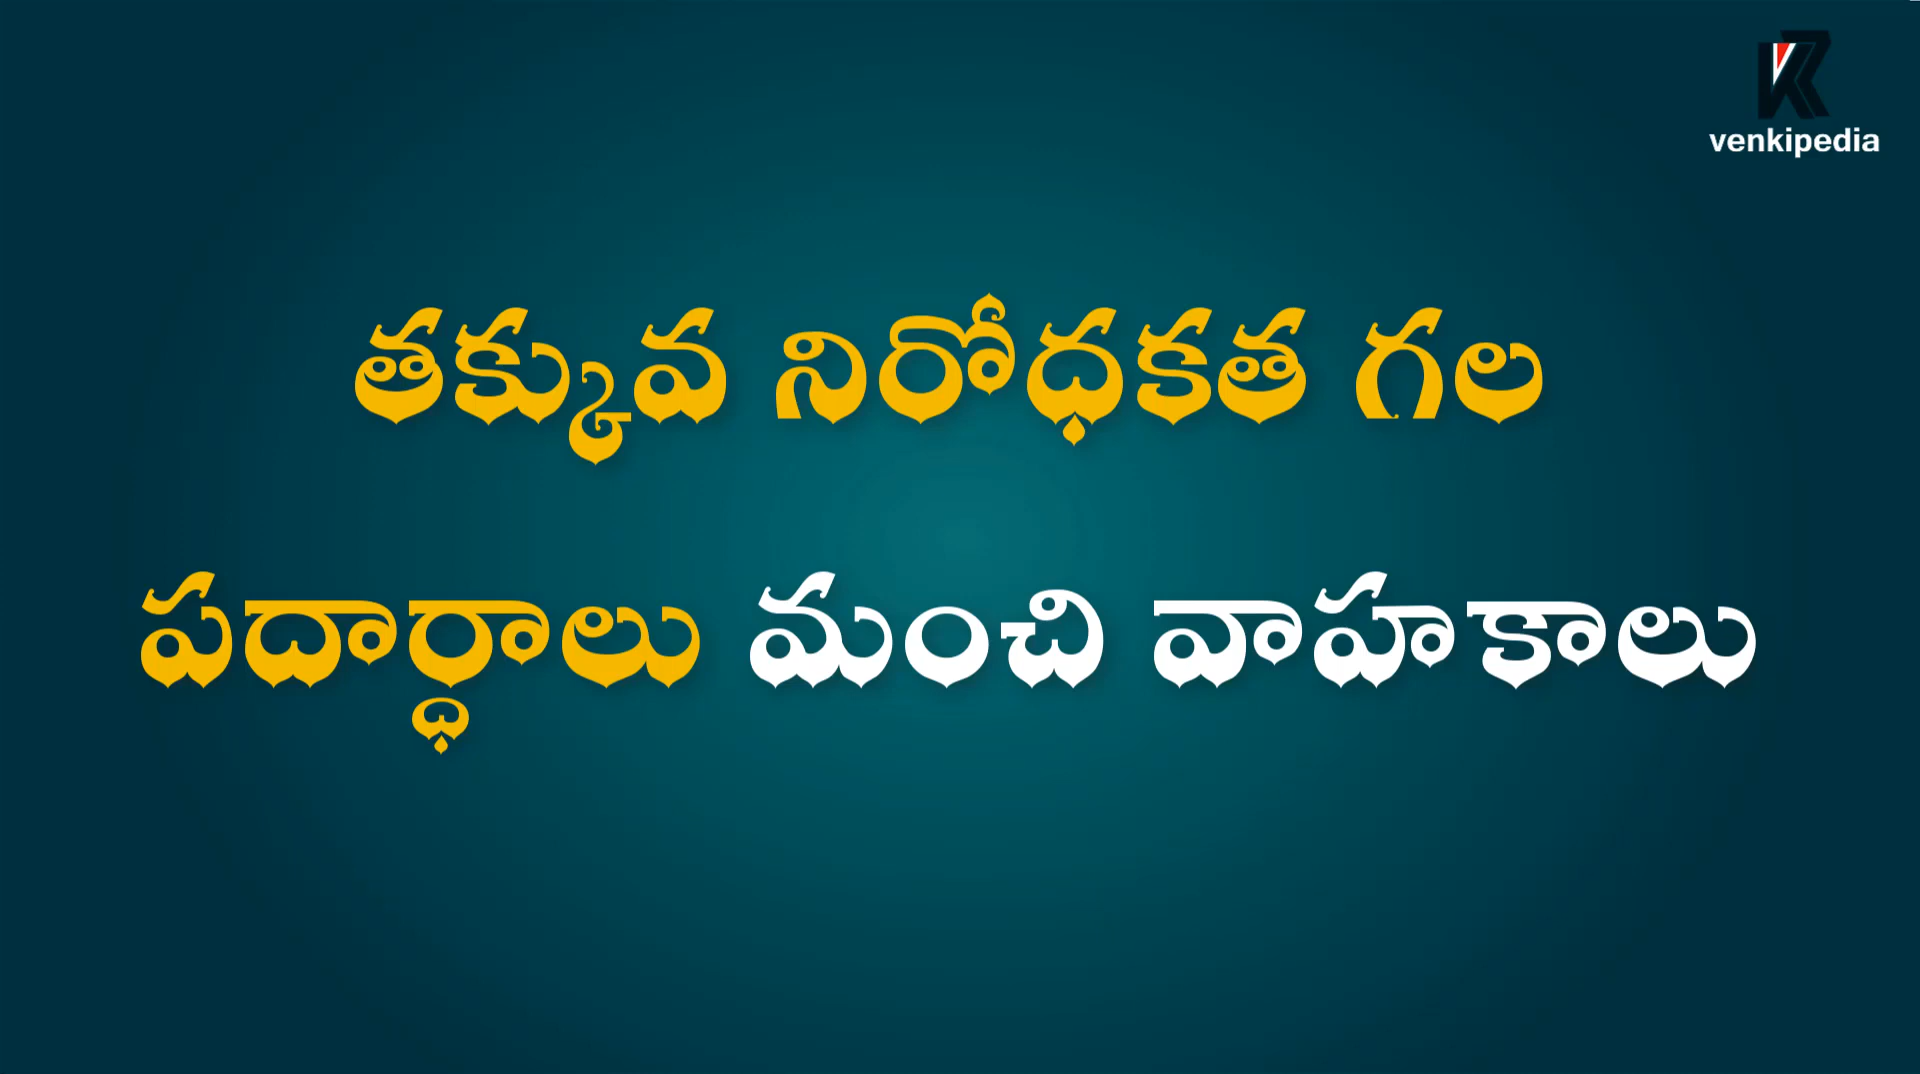 venkipedia
తక్కువ నిరోధకత గల
పదార్ధాలు మంచి వాహకాలు